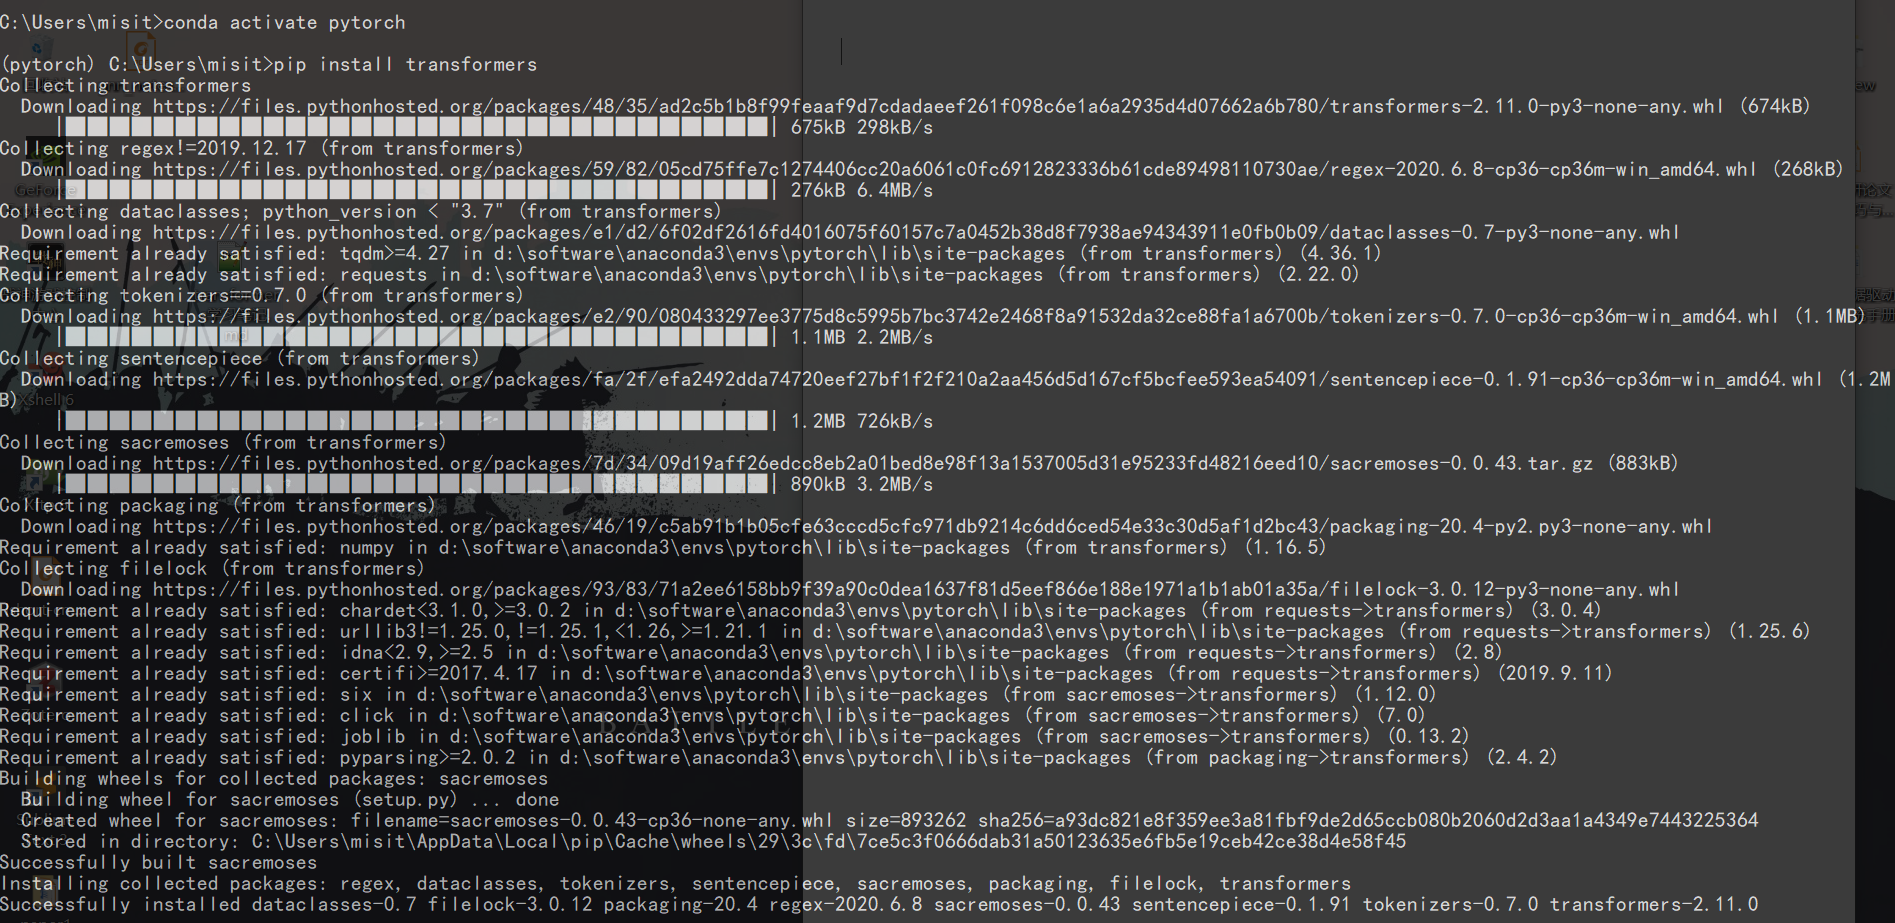 C:\Users\misit>conda activate pytorch
(pytorch) C:\Users\misit>pip install transformers
Collecting transformers
  Downloading https://files.pythonhosted.org/packages/48/35/ad2c5b1b8f99feaaf9d7cdadaeef261f098c6e1a6a2935d4d07662a6b780/transformers-2.11.0-py3-none-any.whl (674kB)
675kB 298kB/s
Collecting regex!=2019.12.17 (from transformers)
  Downloading https://files.pythonhosted.org/packages/59/82/05cd75ffe7c1274406cc20a6061c0fc6912823336b61cde89498110730ae/regex-2020.6.8-cp36-cp36m-win_amd64.whl (268kB)
276kB 6.4MB/s
Collecting dataclasses; python_version < "3.7" (from transformers)
  Downloading https://files.pythonhosted.org/packages/e1/d2/6f02df2616fd4016075f60157c7a0452b38d8f7938ae94343911e0fb0b09/dataclasses-0.7-py3-none-any.whl
Requirement already satisfied: tqdm>=4.27 in d:\software\anaconda3\envs\pytorch\lib\site-packages (from transformers) (4.36.1)
Requirement already satisfied: requests in d:\software\anaconda3\envs\pytorch\lib\site-packages (from transformers) (2.22.0)
Collecting tokenizers==0.7.0 (from transformers)
  Downloading https://files.pythonhosted.org/packages/e2/90/080433297ee3775d8c5995b7bc3742e2468f8a91532da32ce88fa1a6700b/tokenizers-0.7.0-cp36-cp36m-win_amd64.whl (1.1MB)
1.1MB 2.2MB/s
Collecting sentencepiece (from transformers)
  Downloading https://files.pythonhosted.org/packages/fa/2f/efa2492dda74720eef27bf1f2f210a2aa456d5d167cf5bcfee593ea54091/sentencepiece-0.1.91-cp36-cp36m-win_amd64.whl (1.2M
B)
1.2MB 726kB/s
Collecting sacremoses (from transformers)
  Downloading https://files.pythonhosted.org/packages/7d/34/09d19aff26edcc8eb2a01bed8e98f13a1537005d31e95233fd48216eed10/sacremoses-0.0.43.tar.gz (883kB)
890kB 3.2MB/s
Collecting packaging (from transformers)
  Downloading https://files.pythonhosted.org/packages/46/19/c5ab91b1b05cfe63cccd5cfc971db9214c6dd6ced54e33c30d5af1d2bc43/packaging-20.4-py2.py3-none-any.whl
Requirement already satisfied: numpy in d:\software\anaconda3\envs\pytorch\lib\site-packages (from transformers) (1.16.5)
Collecting filelock (from transformers)
  Downloading https://files.pythonhosted.org/packages/93/83/71a2ee6158bb9f39a90c0dea1637f81d5eef866e188e1971a1b1ab01a35a/filelock-3.0.12-py3-none-any.whl
Requirement already satisfied: chardet<3.1.0,>=3.0.2 in d:\software\anaconda3\envs\pytorch\lib\site-packages (from requests->transformers) (3.0.4)
Requirement already satisfied: urllib3!=1.25.0,!=1.25.1,<1.26,>=1.21.1 in d:\software\anaconda3\envs\pytorch\lib\site-packages (from requests->transformers) (1.25.6)
Requirement already satisfied: idna<2.9,>=2.5 in d:\software\anaconda3\envs\pytorch\lib\site-packages (from requests->transformers) (2.8)
Requirement already satisfied: certifi>=2017.4.17 in d:\software\anaconda3\envs\pytorch\lib\site-packages (from requests->transformers) (2019.9.11)
Requirement already satisfied: six in d:\software\anaconda3\envs\pytorch\lib\site-packages (from sacremoses->transformers) (1.12.0)
Requirement already satisfied: click in d:\software\anaconda3\envs\pytorch\lib\site-packages (from sacremoses->transformers) (7.0)
Requirement already satisfied: joblib in d:\software\anaconda3\envs\pytorch\lib\site-packages (from sacremoses->transformers) (0.13.2)
Requirement already satisfied: pyparsing>=2.0.2 in d:\software\anaconda3\envs\pytorch\lib\site-packages (from packaging->transformers) (2.4.2)
Building wheels for collected packages: sacremoses
  Building wheel for sacremoses (setup.py) ... done
  Created wheel for sacremoses: filename=sacremoses-0.0.43-cp36-none-any.whl size=893262 sha256=a93dc821e8f359ee3a81fbf9de2d65ccb080b2060d2d3aa1a4349e7443225364
  Stored in directory: C:\Users\misit\AppData\Local\pip\Cache\wheels\29\3c\fd\7ce5c3f0666dab31a50123635e6fb5e19ceb42ce38d4e58f45
Successfully built sacremoses
Installing collected packages: regex, dataclasses, tokenizers, sentencepiece, sacremoses, packaging, filelock, transformers
Successfully installed dataclasses-0.7 filelock-3.0.12 packaging-20.4 regex-2020.6.8 sacremoses-0.0.43 sentencepiece-0.1.91 tokenizers-0.7.0 transformers-2.11.0